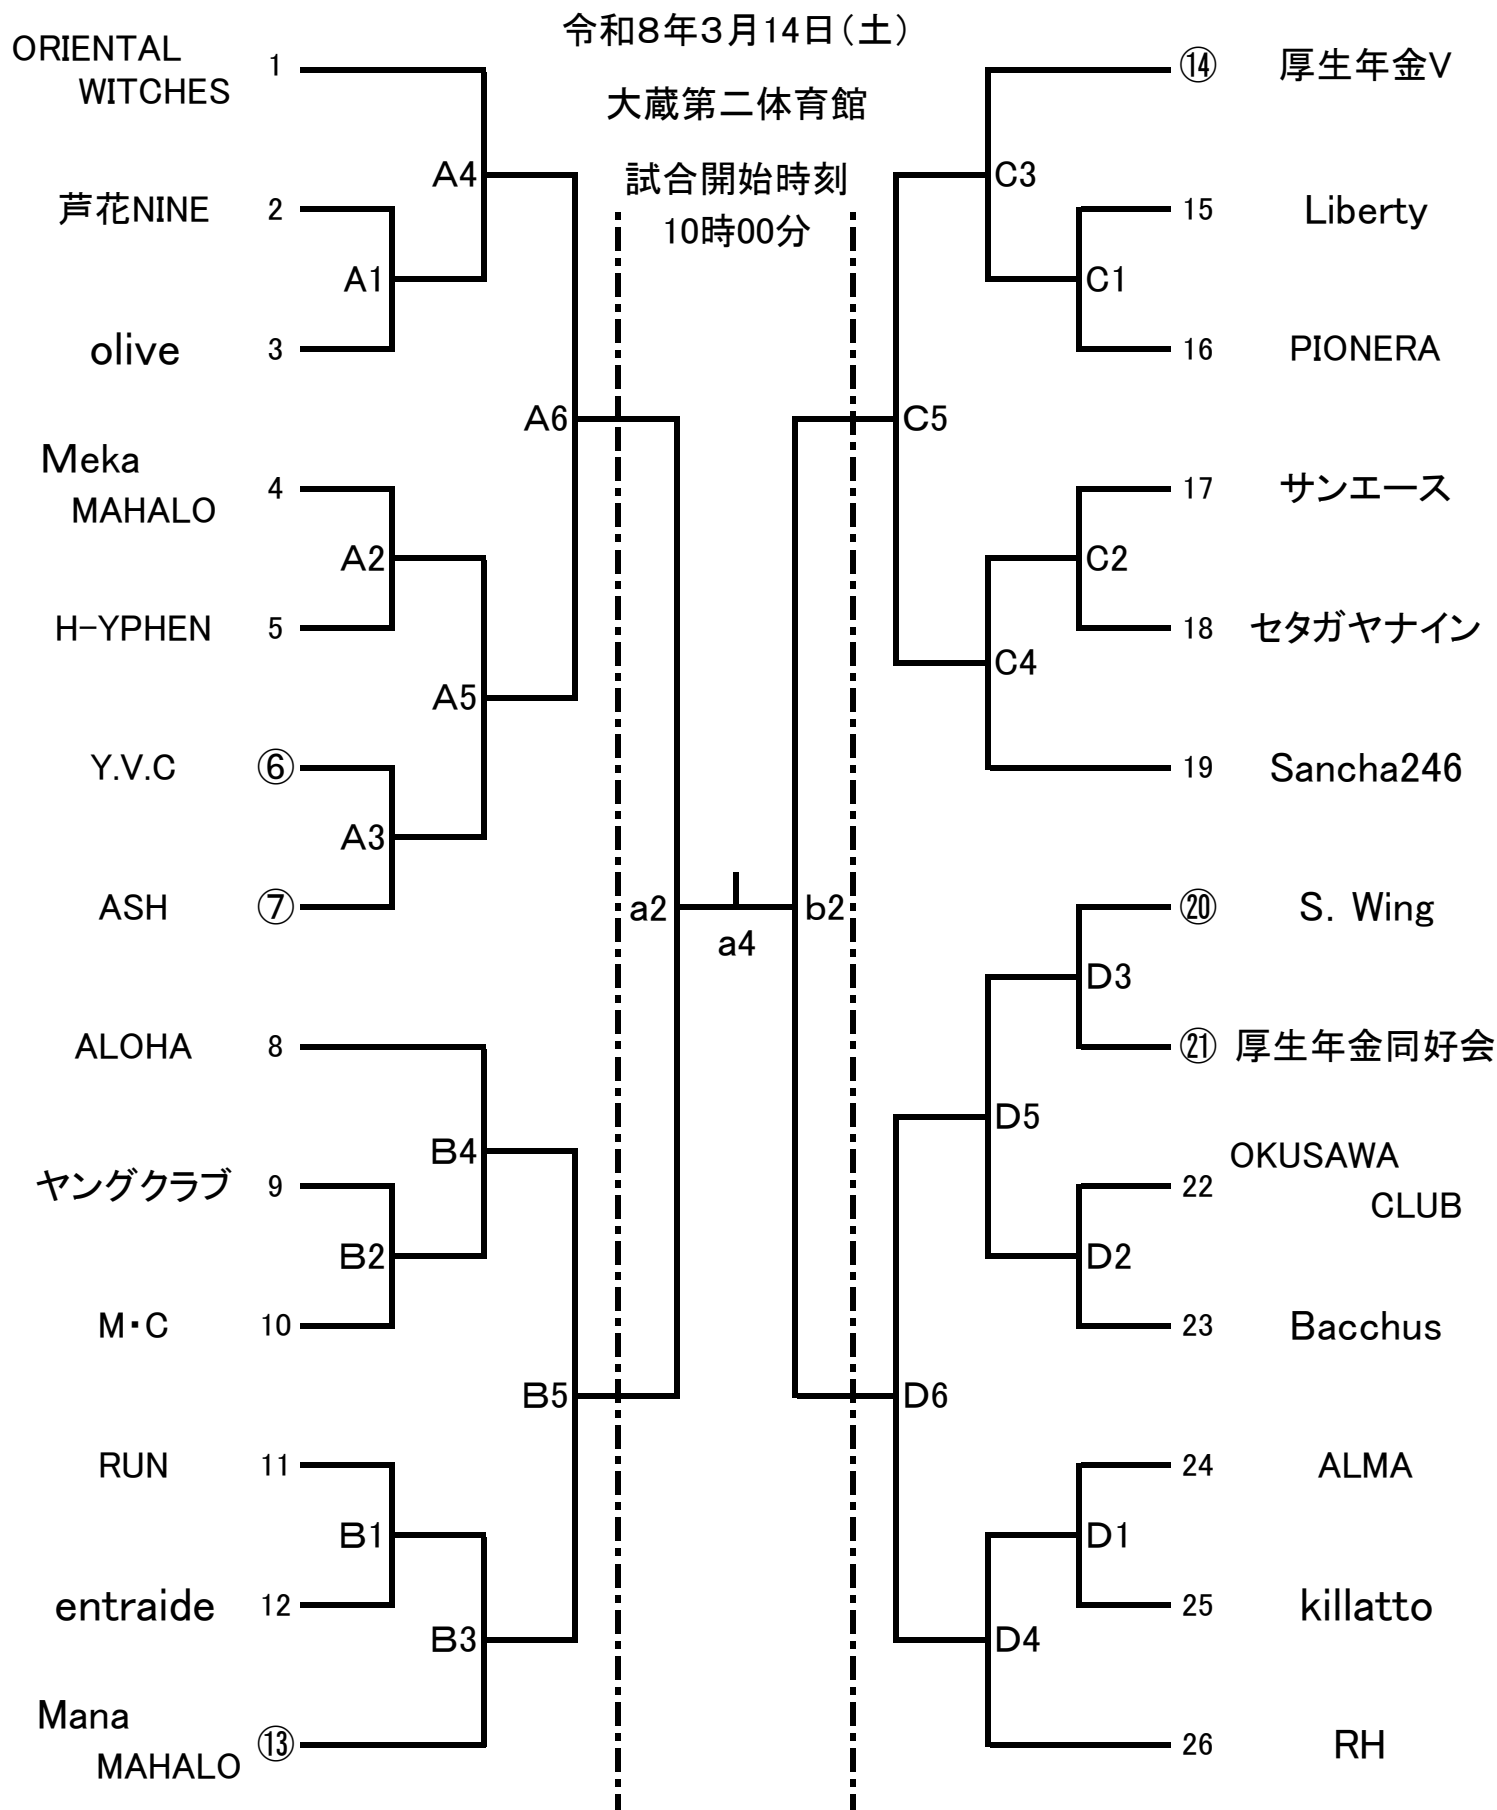 令和８年３月14日（土）
大蔵第二体育館
試合開始時刻
10時00分
ORIENTAL
WITCHES
1
A4
芦花NINE
2
A1
olive
3
A6
Meka
MAHALO
4
A2
H-YPHEN
5
A5
Y.V.C
⑥
A3
ASH
⑦
a2
a4
b2
ALOHA
8
B4
ヤングクラブ
9
B2
M・C
10
B5
RUN
11
B1
entraide
12
B3
Mana
MAHALO
⑬
⑭
厚生年金V
C3
15
Liberty
C1
16
PIONERA
C5
17
サンエース
C2
18
セタガヤナイン
C4
19
Sancha246
⑳
S. Wing
D3
㉑
厚生年金同好会
D5
OKUSAWA
CLUB
22
D2
23
Bacchus
D6
24
ALMA
D1
25
killatto
D4
26
RH